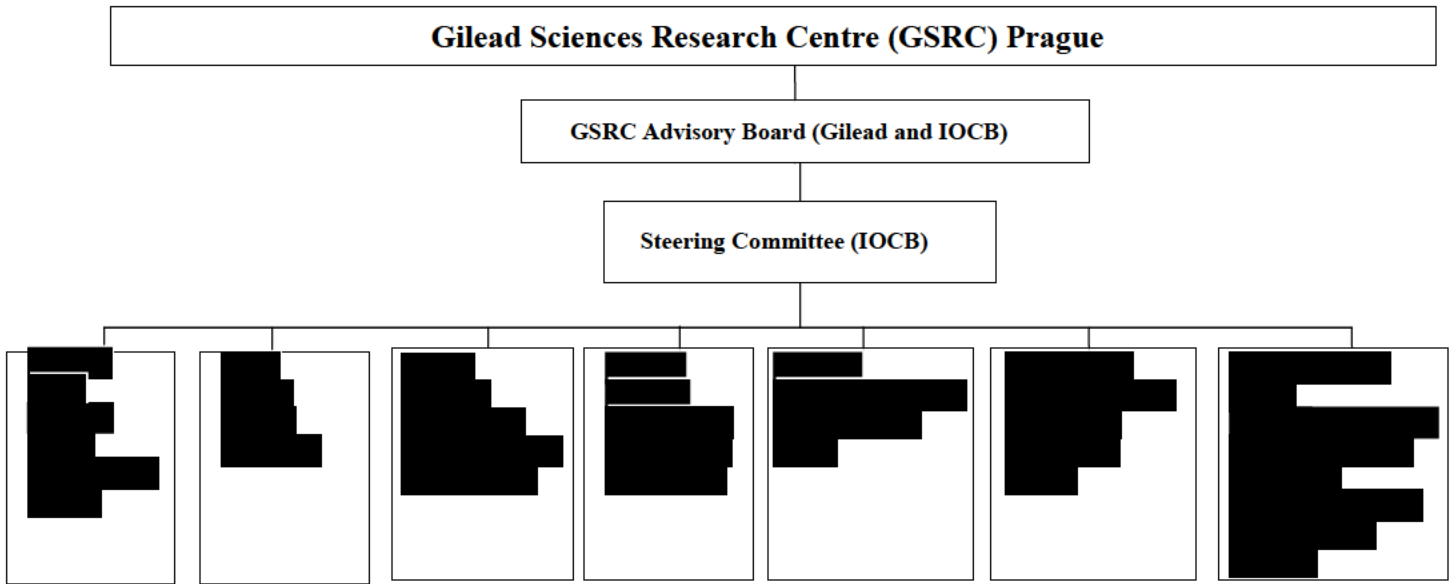 Gilead Sciences Research Centre (GSRC) Prague
GSRC Advisory Board (Gilead and IOCB)
Steering Committee (IOCB)